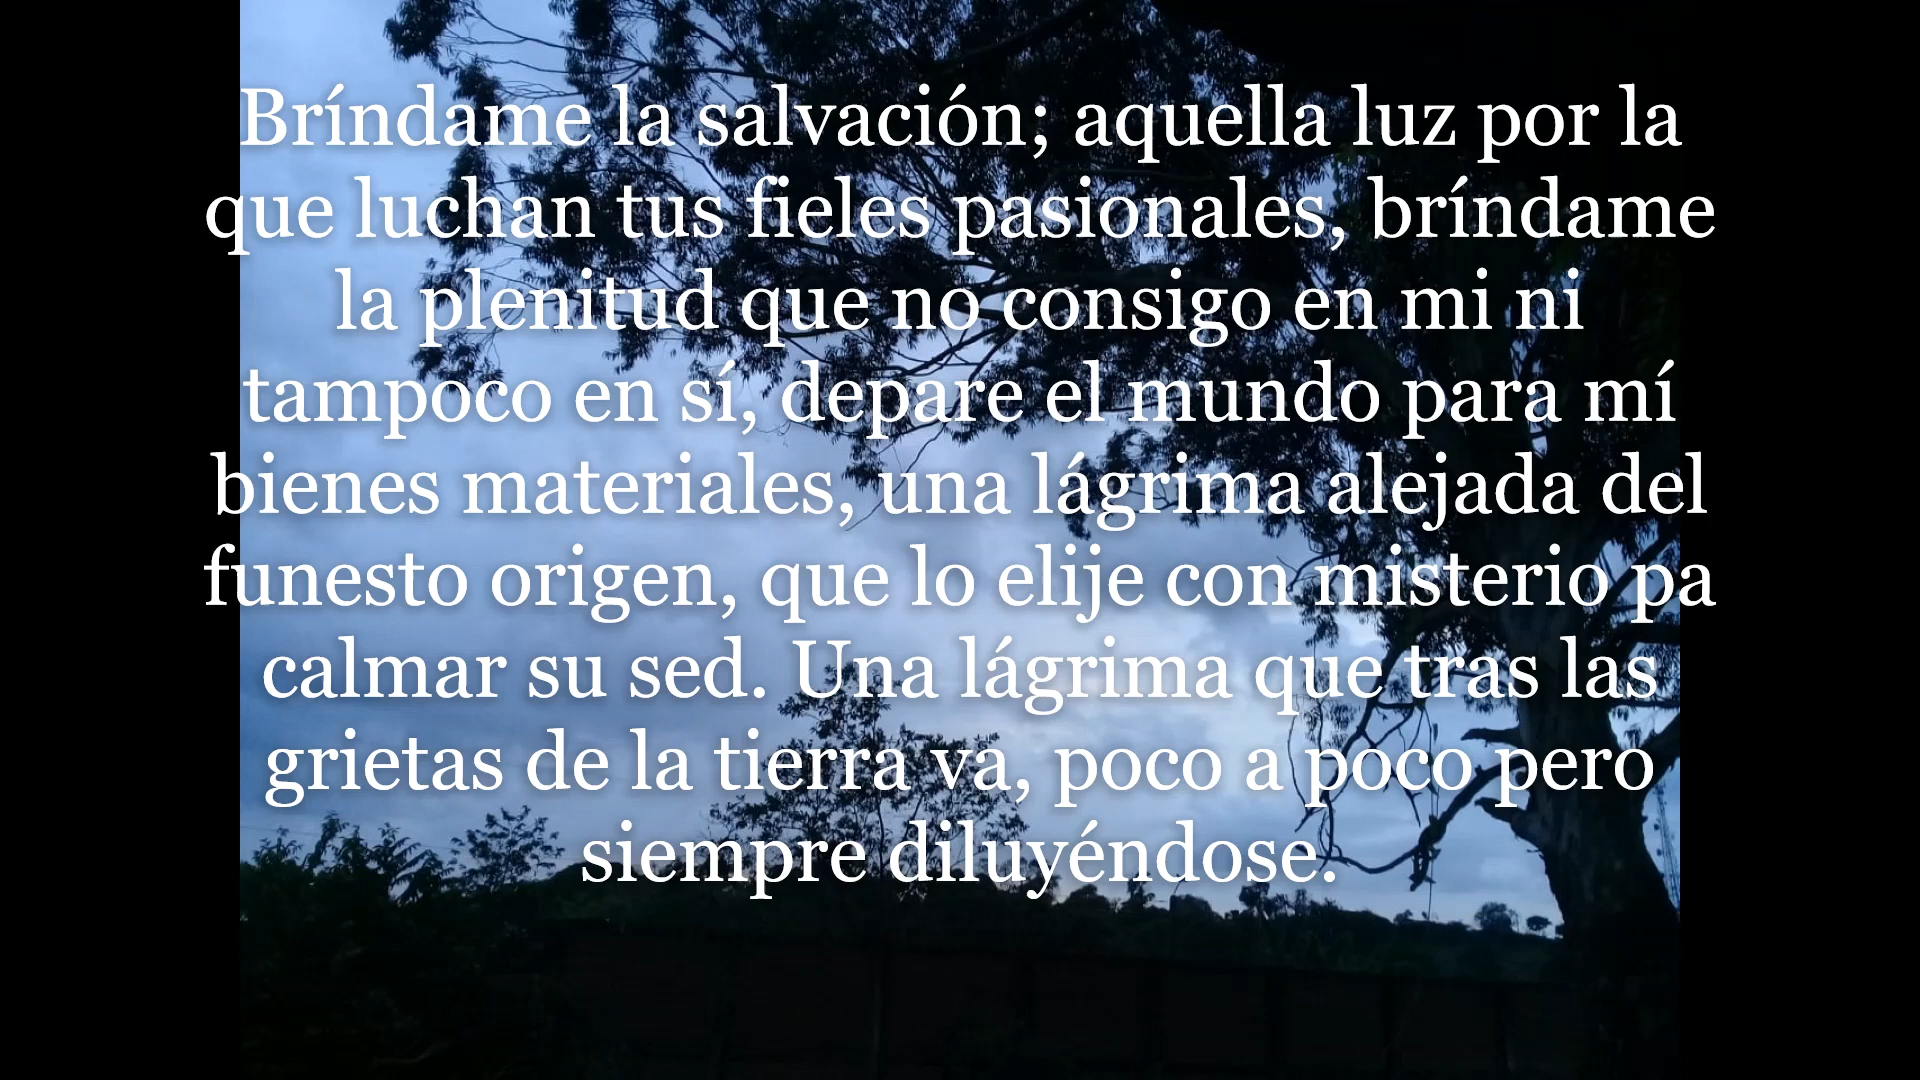 Bríndame la salvación; aquella luz por la
que luchan tus fieles pasionales, bríndame
la plenitud que no consigo en mi ni
tampoco en sí, depare el mundo para mí
bienes materiales, una lágrima alejada del
funesto origen, que lo elije con misterio pa
calmar su sed. Una lágrima que tras las
grietas de la tierra va, poco a poco pero
siempre diluyéndose.